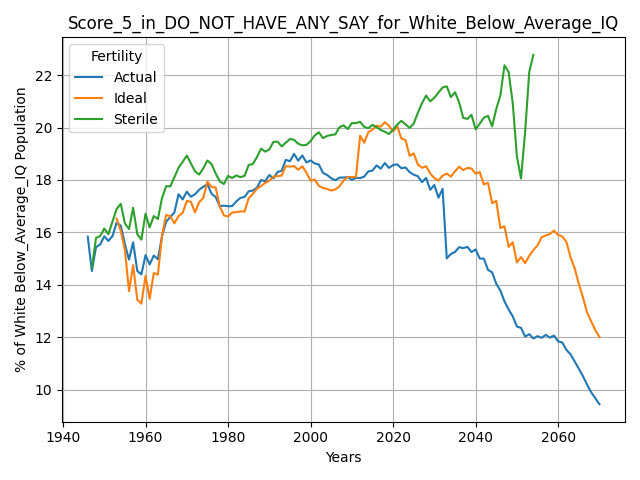 Score_5_in_DO_NOT_HAVE_ANY_SAY_for_White_Below_Average_IQ
Fertility
Actual
Ideal
Sterile
% of White Below_Average_IQ Population
22
20
18
16
14
12
10
1940
1960
1980
2000
2020
2040
2060
Years